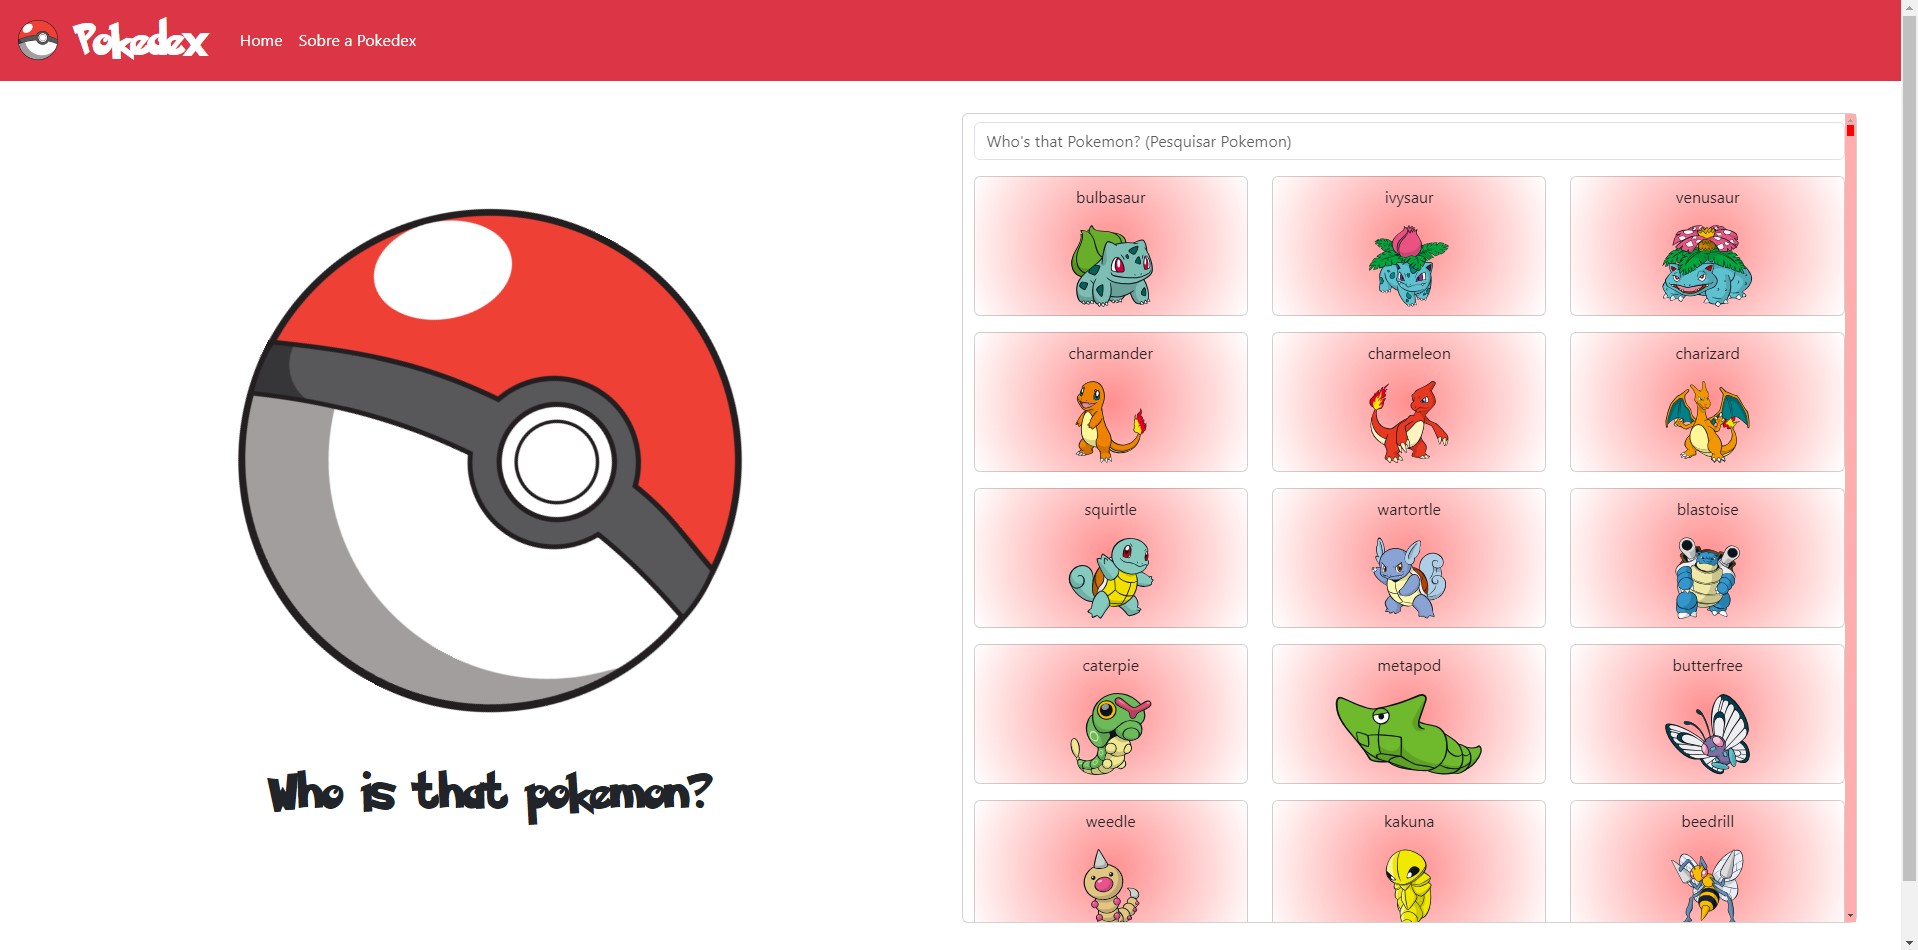 Pokedex
Home
Sobre a Pokedex
Who's that Pokemon? (Pesquisar Pokemon)
bulbasaur
ivysaur
venusaur
charmander
charmeleon
charizard
squirtle
wartortle
blastoise
caterpie
metapod
butterfree
weedle
kakuna
beedrill
Who is that pokemon?